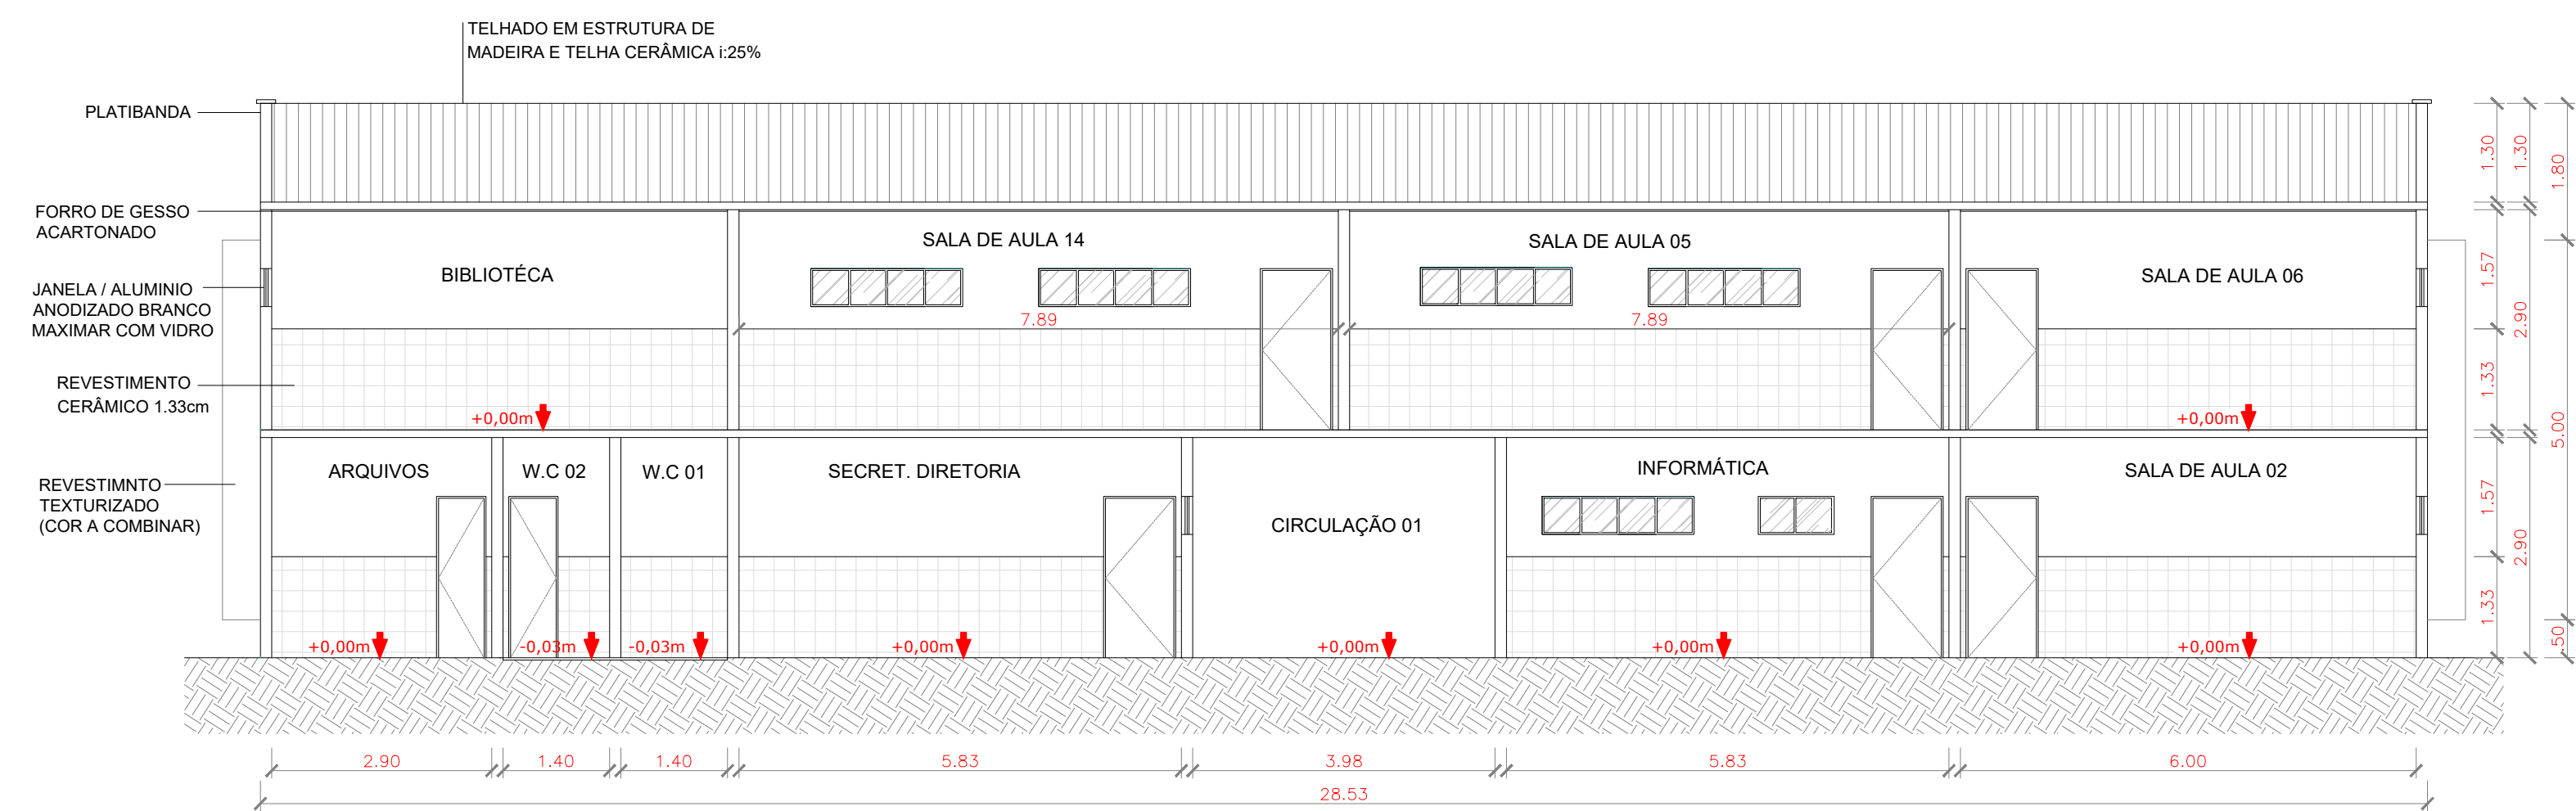 TELHADO EM ESTRUTURA DE
MADEIRA E TELHA CERÂMICA i:25%
PLATIBANDA
FORRO DE GESSO
ACARTONADO
JANELA / ALUMINIO
ANODIZADO BRANCO
MAXIMAR COM VIDRO
REVESTIMENTO
CERÂMICO 1.33cm
REVESTIMNTO
TEXTURIZADO
(COR A COMBINAR)
BIBLIOTÉCA
SALA DE AULA 14
SALA DE AULA 05
SALA DE AULA 06
7.89
7.89
+0,00m
+0,00m
ARQUIVOS
W.C 02
W.C 01
SECRET. DIRETORIA
CIRCULAÇÃO 01
INFORMÁTICA
SALA DE AULA 02
+0,00m
-0,03m
-0,03m
+0,00m
+0,00m
+0,00m
+0,00m
1.30
1.30
1.80
1.57
2.90
1.33
5.00
1.57
2.90
1.33
.50
2.90
1.40
1.40
5.83
3.98
5.83
6.00
28.53